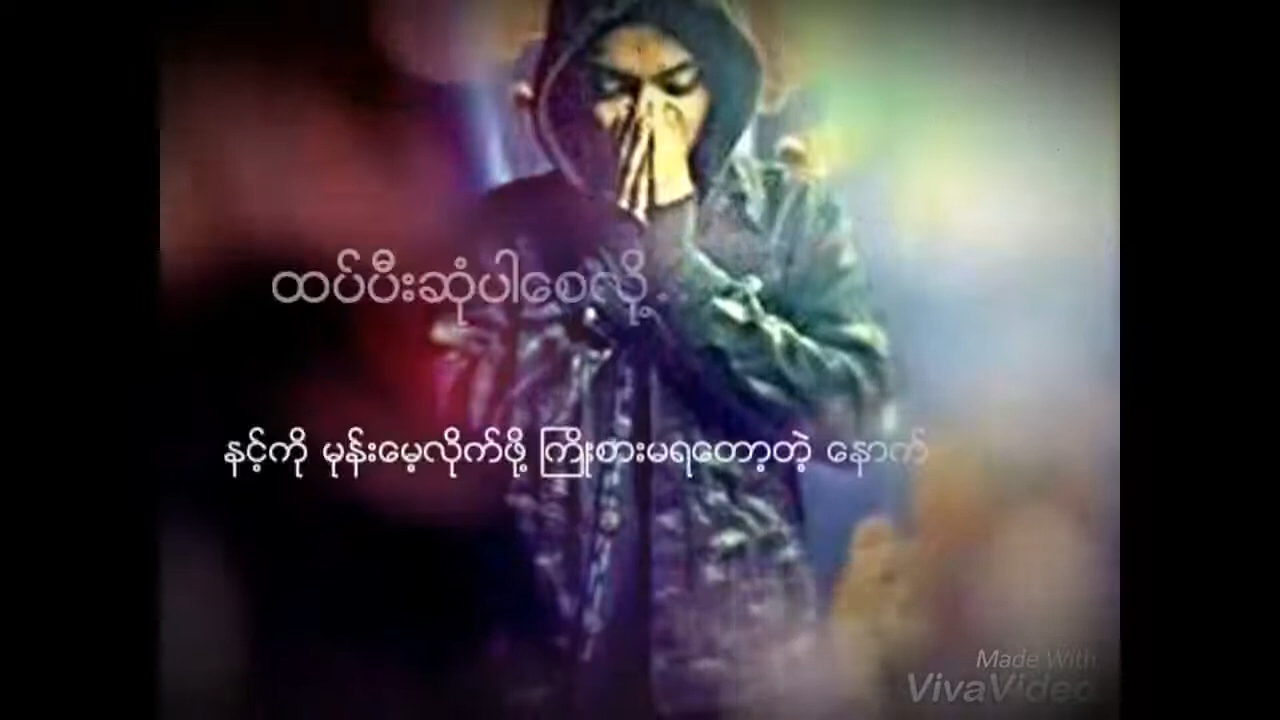 ထပ်ပီးဆုံပါစေလို့..
နင့်ကို မုန်းမေ့လိုက်ဖို့ ကြိုးစားမရတော့တဲ့ နောက်
Made With
VivaVideo